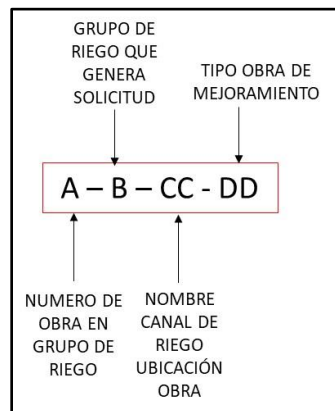 GRUPO DE
RIEGO QUE
GENERA
SOLICITUD
TIPO OBRA DE
MEJORAMIENTO
A – B – CC - DD
NUMERO DE
OBRA EN
GRUPO DE
RIEGO
NOMBRE
CANAL DE
RIEGO
UBICACIÓN
OBRA